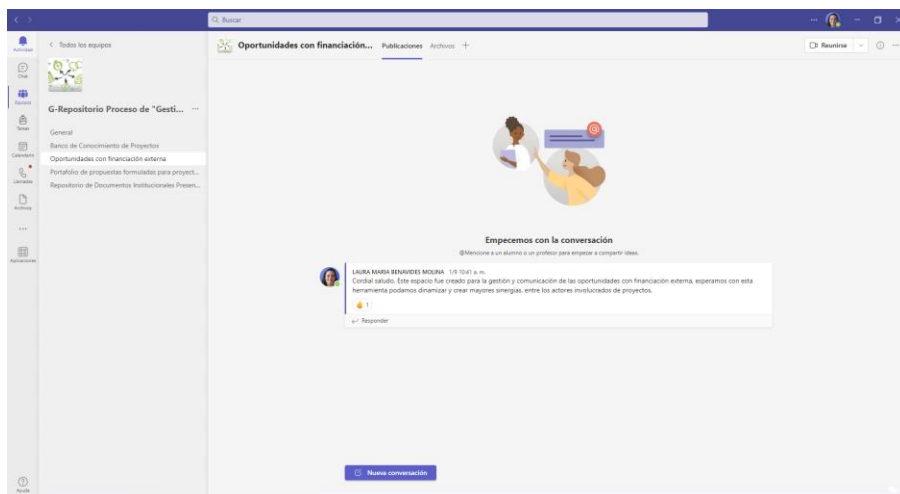 Buscar
Actividad
Chat
Equipos
Tareas
Calendario
Llamadas
Archivos
Aplicaciones
Ayuda
Todos los equipos
G-Repositorio Proceso de "Gesti...
General
Banco de Conocimiento de Proyectos
Oportunidades con financiación externa
Portafolio de propuestas formuladas para proyect...
Repositorio de Documentos Institucionales Presen...
Oportunidades con financiación... Publicaciones Archivos +
Reunirse
Empecemos con la conversación
@Mencione a un alumno o un profesor para empezar a compartir ideas.
LAURA MARIA BENAVIDES MOLINA 1/9 10:41 a. m.
Cordial saludo. Este espacio fue creado para la gestión y comunicación de las oportunidades con financiación externa, esperamos con esta
herramienta podamos dinamizar y crear mayores sinergias, entre los actores involucrados de proyectos.
1
Responder
Nueva conversación